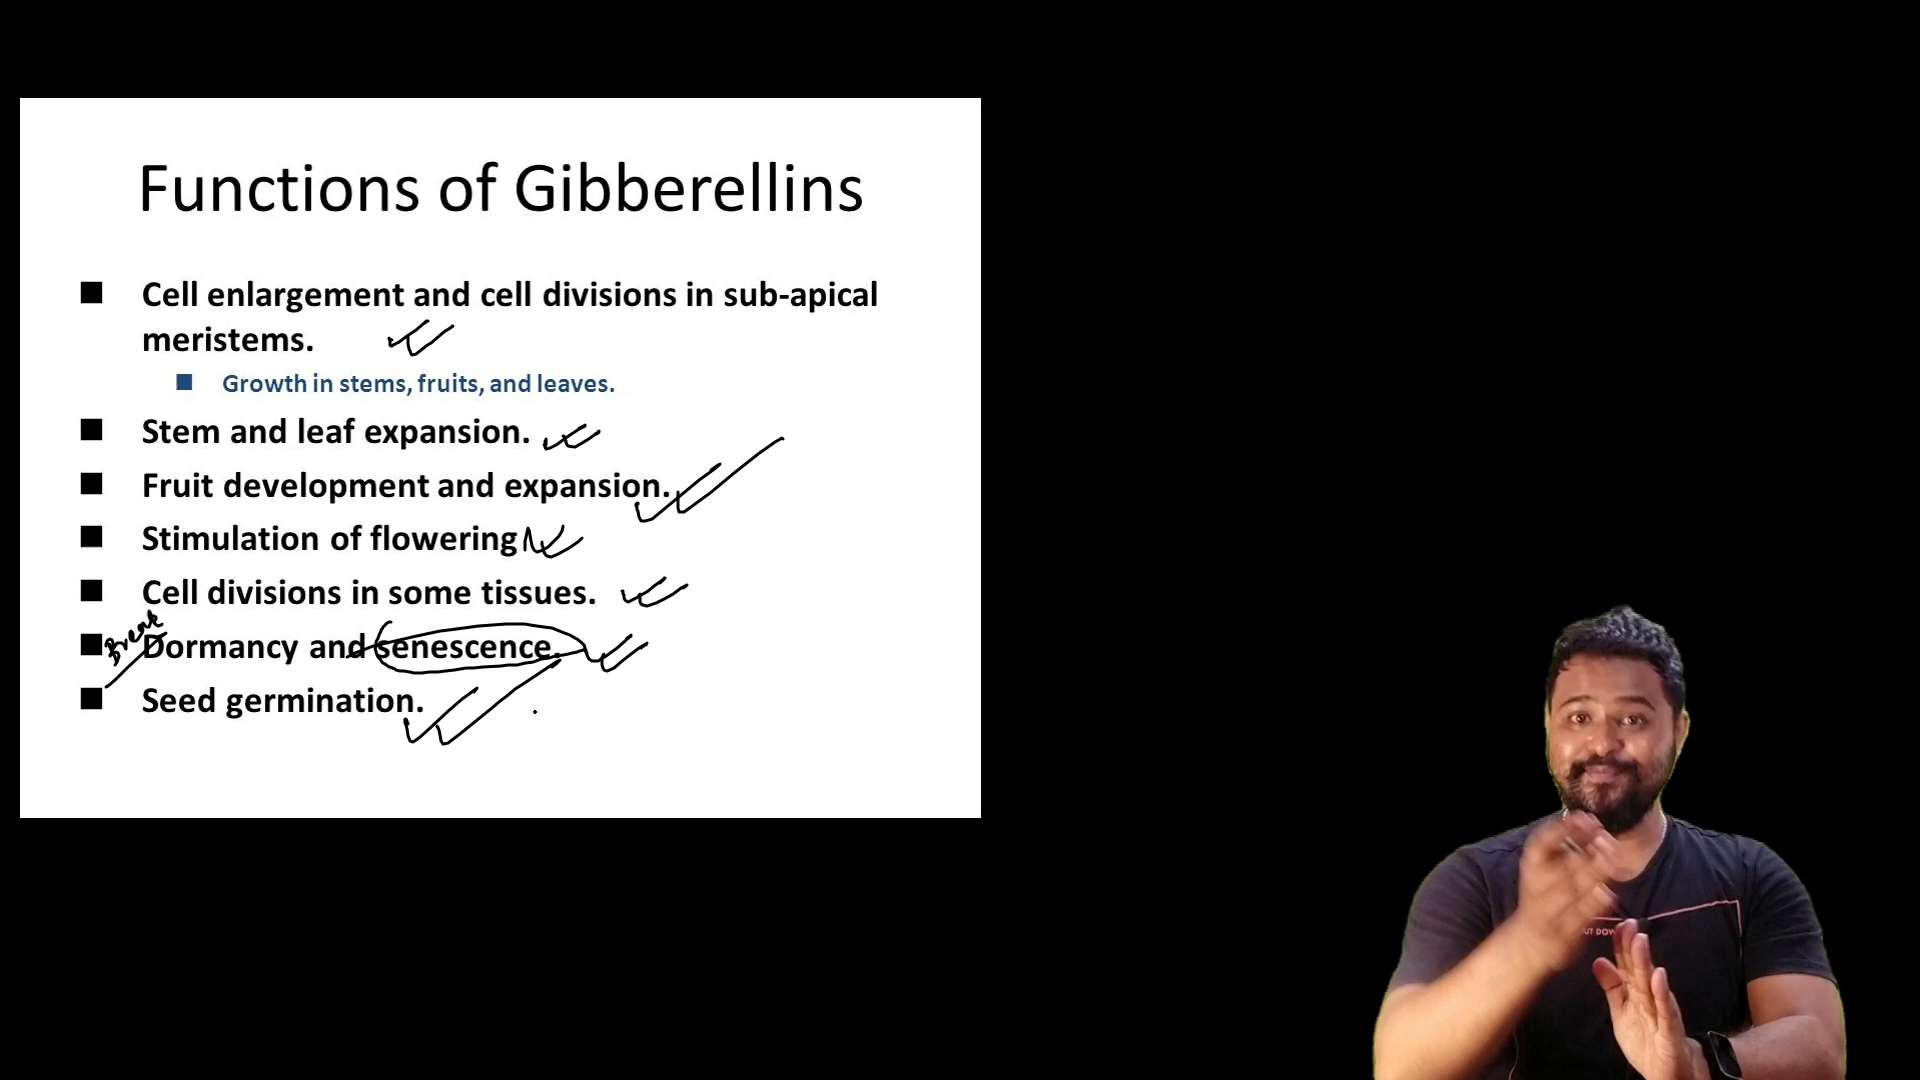 Functions of Gibberellins
Cell enlargement and cell divisions in sub-apical
meristems.
Growth in stems, fruits, and leaves.
Stem and leaf expansion.
Fruit development and expansion.
Stimulation of flowering
Cell divisions in some tissues.
Break
Dormancy and senescence.
Seed germination.